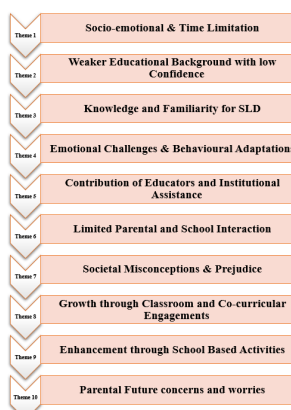 Theme 1
Socio-emotional & Time Limitation
Theme 2
Weaker Educational Background with low
Confidence
Theme 3
Knowledge and Familiarity for SLD
Theme 4
Emotional Challenges & Behavioural Adaptation
Theme 5
Contribution of Educators and Institutional
Assistance
Theme 6
Limited Parental and School Interaction
Theme 7
Societal Misconceptions & Prejudice
Theme 8
Growth through Classroom and Co-curricular
Engagements
Theme 9
Enhancement through School Based Activities
Theme 10
Parental Future concerns and worries